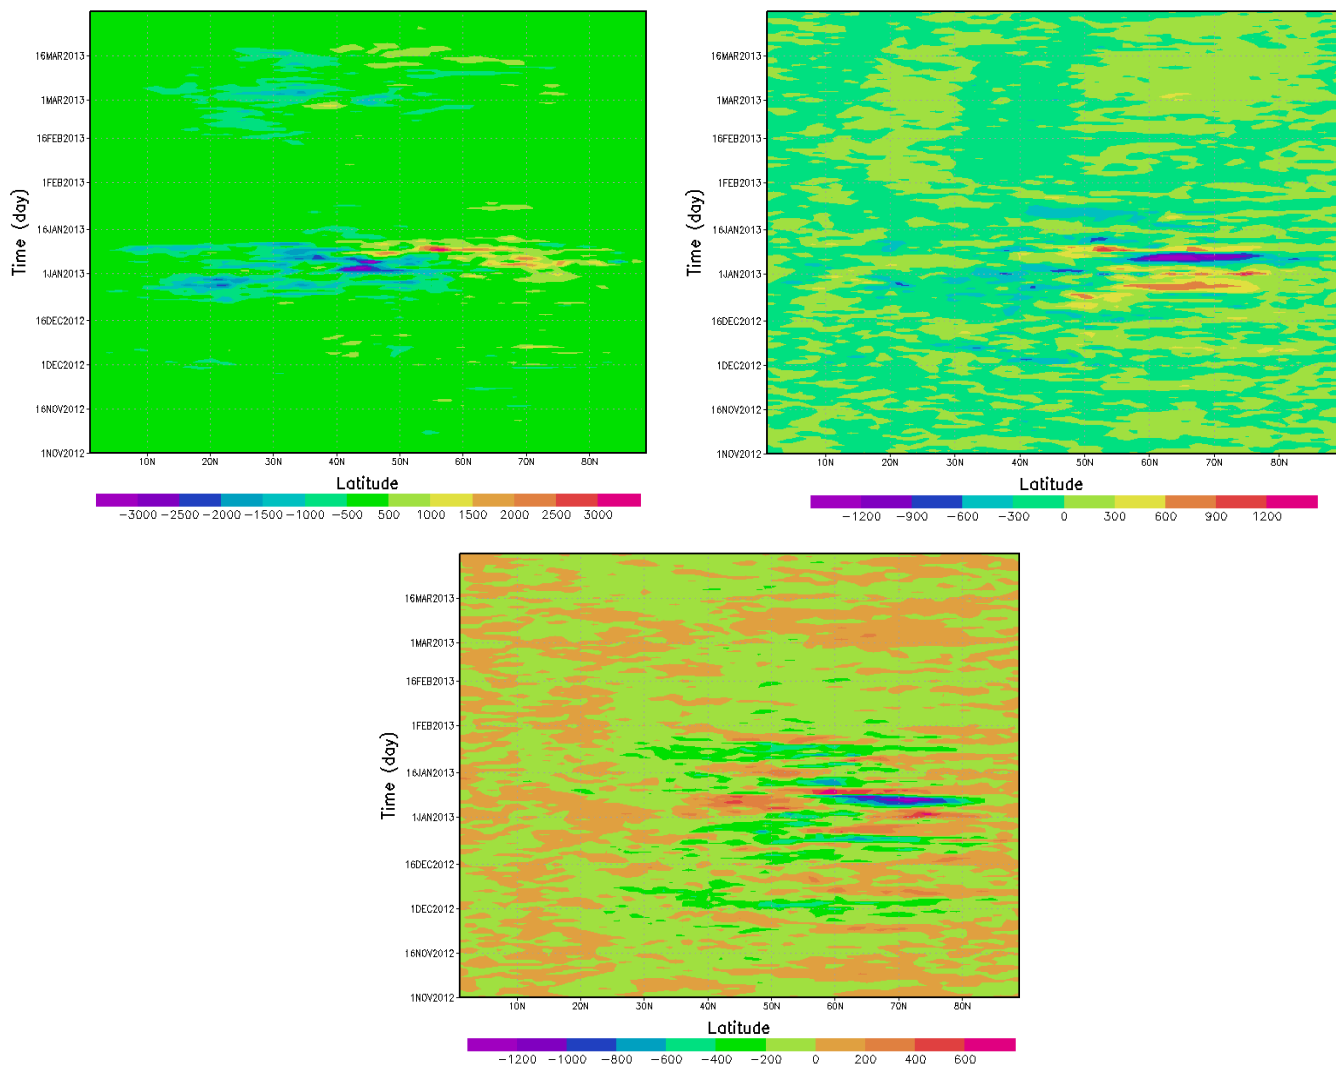 16MAR2013
1MAR2013
16FEB2013
1FEB2013
16JAN2013
1JAN2013
16DEC2012
1DEC2012
16NOV2012
1NOV2012
Time (day)
10N 20N 30N 40N 50N 60N 70N 80N
Latitude
−3000 −2500 −2000 −1500 −1000 −500 500 1000 1500 2000 2500 3000
16MAR2013
1MAR2013
16FEB2013
1FEB2013
16JAN2013
1JAN2013
16DEC2012
1DEC2012
16NOV2012
1NOV2012
Time (day)
10N 20N 30N 40N 50N 60N 70N 80N
Latitude
−1200 −900 −600 −300 0 300 600 900 1200
16MAR2013
1MAR2013
16FEB2013
1FEB2013
16JAN2013
1JAN2013
16DEC2012
1DEC2012
16NOV2012
1NOV2012
Time (day)
10N 20N 30N 40N 50N 60N 70N 80N
Latitude
−1200 −1000 −800 −600 −400 −200 0 200 400 600